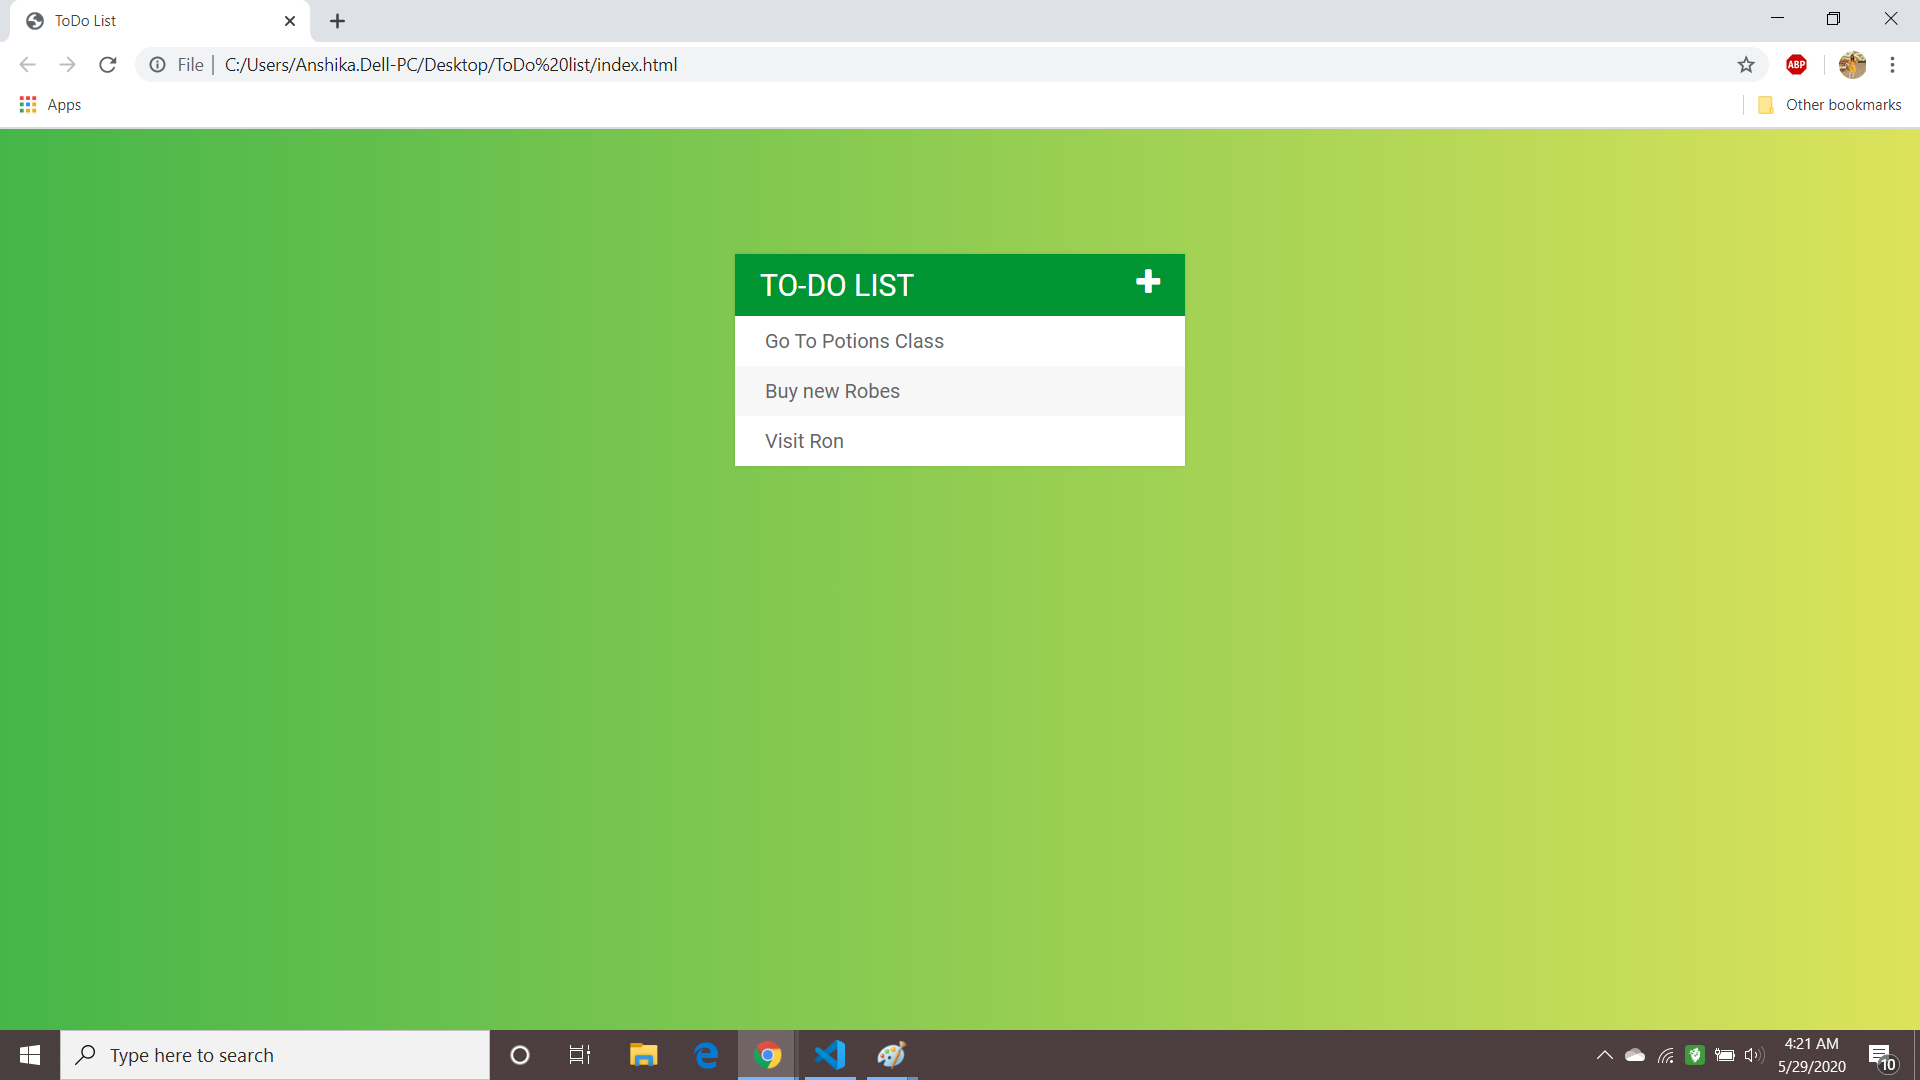 ToDo List
File
C:/Users/Anshika.Dell-PC/Desktop/ToDo%20list/index.html
ABP
Apps
Other bookmarks
TO-DO LIST
Go To Potions Class
Buy new Robes
Visit Ron
Type here to search
4:21 AM
5/29/2020
10